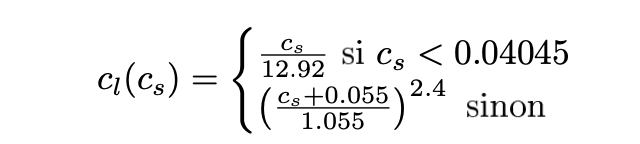 c_l(c_s) = { c_s/12.92 si c_s < 0.04045
((c_s+0.055)/1.055)^2.4 sinon